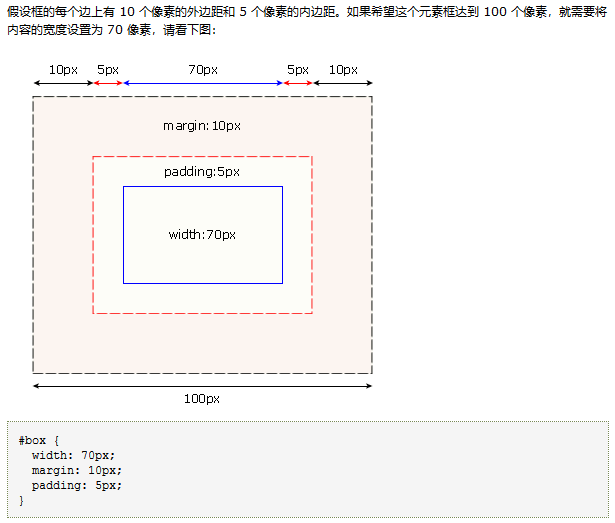 假设框的每个边上有 10 个像素的外边距和 5 个像素的内边距。如果希望这个元素框达到 100 个像素，就需要将
内容的宽度设置为 70 像素，请看下图：
10px 5px 70px 5px 10px
margin:10px
padding:5px
width:70px
100px
#box {
  width: 70px;
  margin: 10px;
  padding: 5px;
}